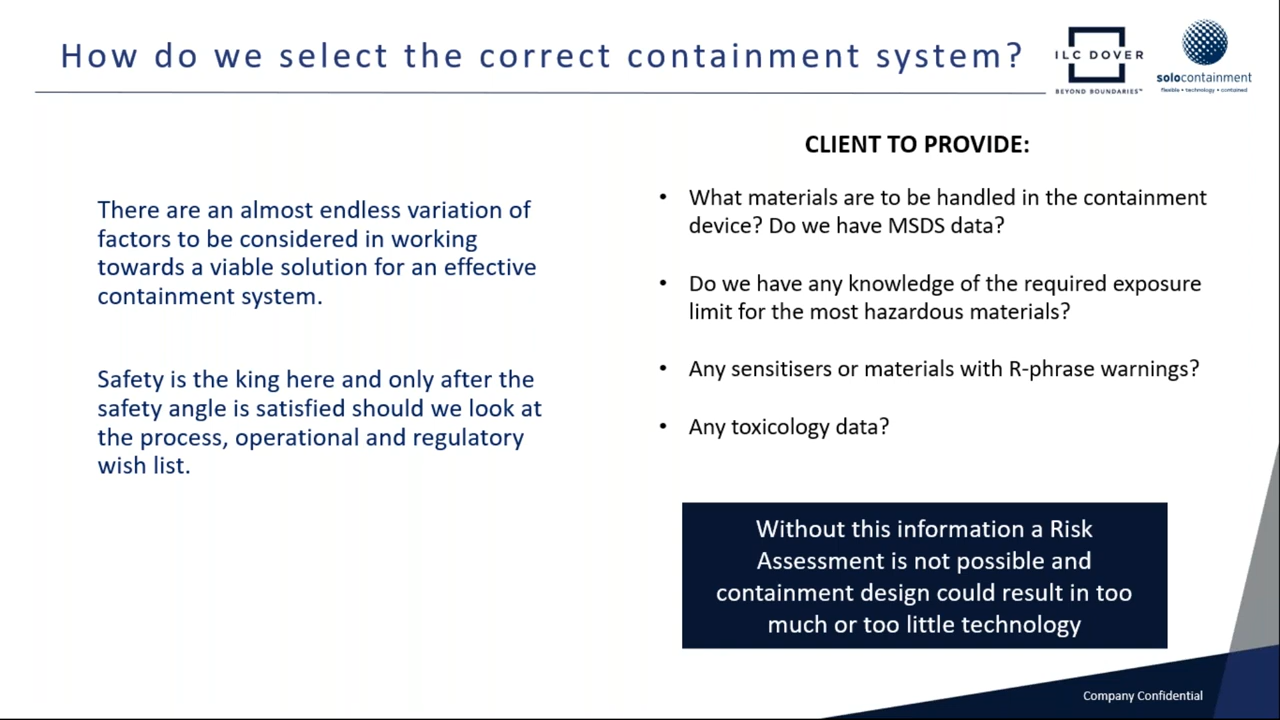 How do we select the correct containment system?
ILC DOVER
BEYOND BOUNDARIES™
solocontainment
flexible • technology • contained
There are an almost endless variation of
factors to be considered in working
towards a viable solution for an effective
containment system.
Safety is the king here and only after the
safety angle is satisfied should we look at
the process, operational and regulatory
wish list.
CLIENT TO PROVIDE:
• What materials are to be handled in the containment
device? Do we have MSDS data?
• Do we have any knowledge of the required exposure
limit for the most hazardous materials?
• Any sensitisers or materials with R-phrase warnings?
• Any toxicology data?
Without this information a Risk
Assessment is not possible and
containment design could result in too
much or too little technology
Company Confidential